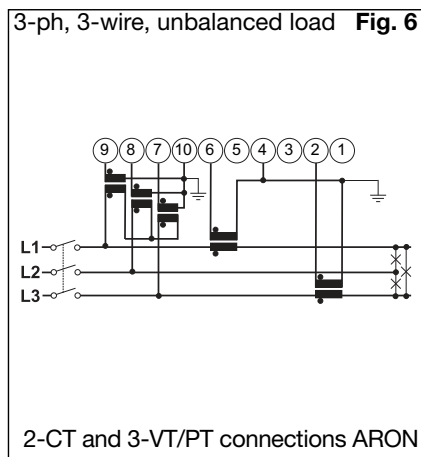 3-ph, 3-wire, unbalanced load Fig. 6
9 8 7 10 6 5 4 3 2 1
L1
L2
L3
2-CT and 3-VT/PT connections ARON